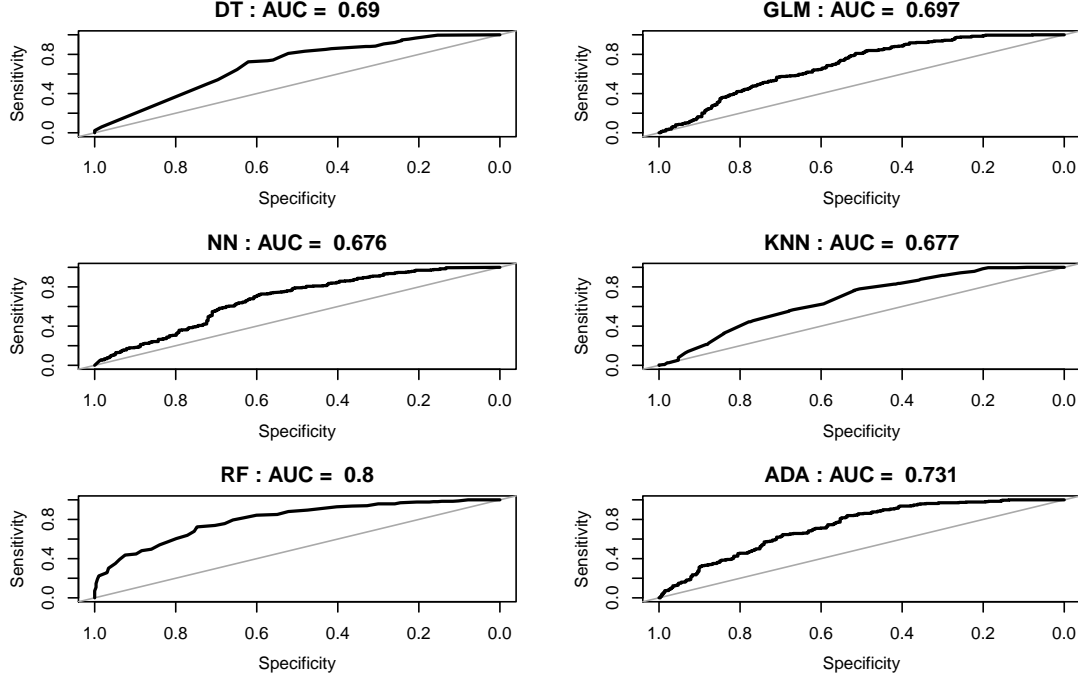 DT : AUC = 0.69
Sensitivity
0.0 0.4 0.8
1.0 0.8 0.6 0.4 0.2 0.0
Specificity
GLM : AUC = 0.697
Sensitivity
0.0 0.4 0.8
1.0 0.8 0.6 0.4 0.2 0.0
Specificity
NN : AUC = 0.676
Sensitivity
0.0 0.4 0.8
1.0 0.8 0.6 0.4 0.2 0.0
Specificity
KNN : AUC = 0.677
Sensitivity
0.0 0.4 0.8
1.0 0.8 0.6 0.4 0.2 0.0
Specificity
RF : AUC = 0.8
Sensitivity
0.0 0.4 0.8
1.0 0.8 0.6 0.4 0.2 0.0
Specificity
ADA : AUC = 0.731
Sensitivity
0.0 0.4 0.8
1.0 0.8 0.6 0.4 0.2 0.0
Specificity